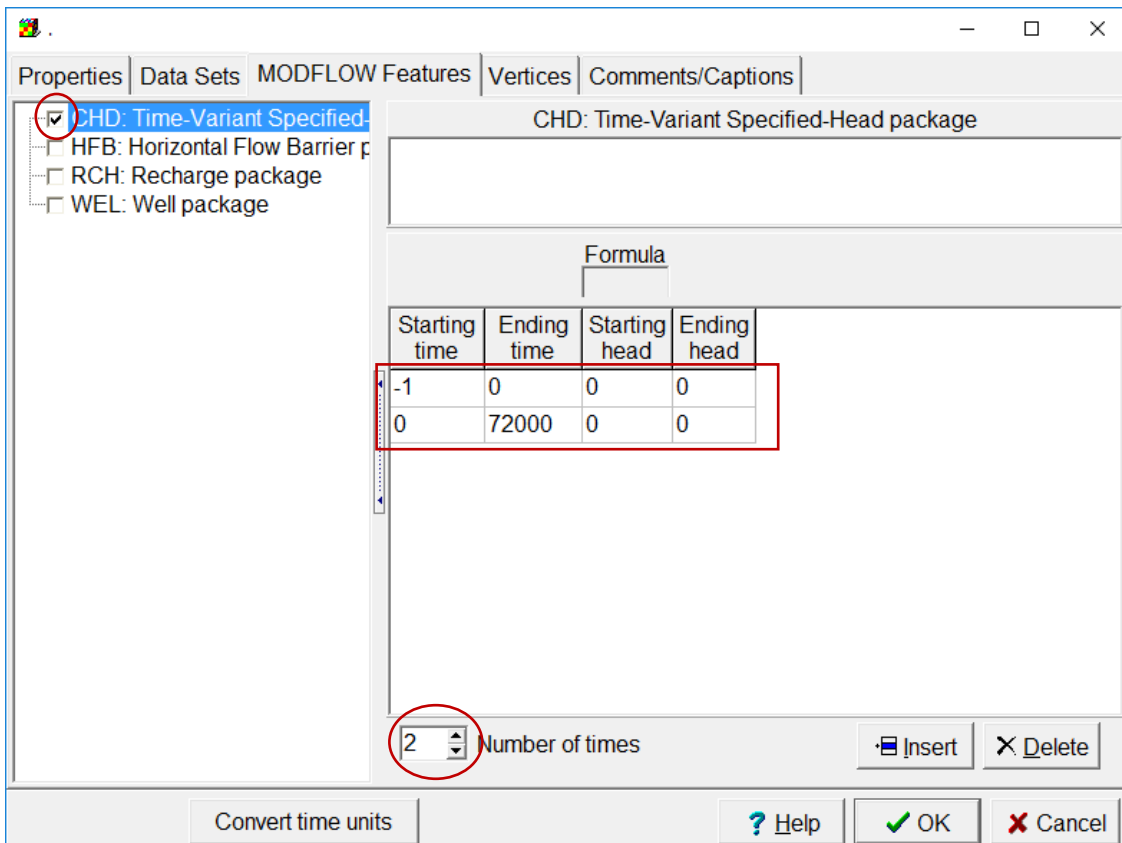 .
Properties Data Sets MODFLOW Features Vertices Comments/Captions
CHD: Time-Variant Specified-
HFB: Horizontal Flow Barrier p
RCH: Recharge package
WEL: Well package
CHD: Time-Variant Specified-Head package
Formula
Starting time Ending time Starting head Ending head
-1 0 0 0
0 72000 0 0
2 Number of times Insert Delete
Convert time units ? Help OK Cancel